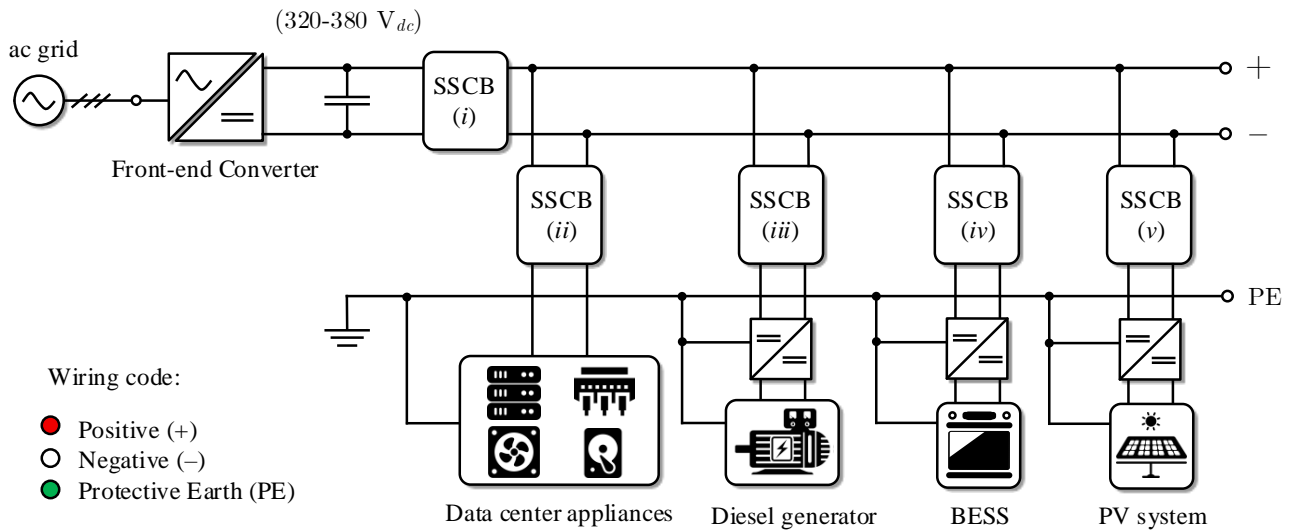 (320-380 V_dc)
ac grid
SSCB
(i)
+
−
Front-end Converter
SSCB
(ii)
SSCB
(iii)
SSCB
(iv)
SSCB
(v)
PE
Wiring code:
Positive (+)
Negative (–)
Protective Earth (PE)
Data center appliances
Diesel generator
BESS
PV system